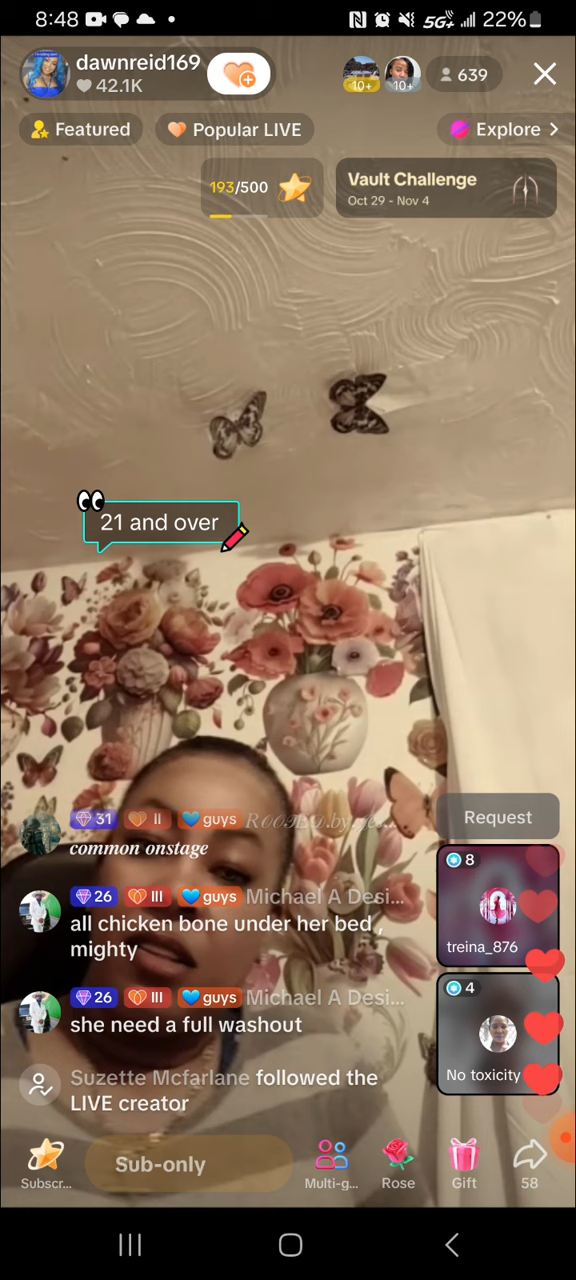 8:48
5G
22%
dawnreid169
42.1K
10+
10+
639
Featured
Popular LIVE
Explore
193/500
Vault Challenge
Oct 29 - Nov 4
21 and over
Request
31 II guys
common onstage
8
treina_876
26 III guys Michael A Desi...
all chicken bone under her bed ,
mighty
26 III guys Michael A Desi...
she need a full washout
4
No toxicity
Suzette Mcfarlane followed the
LIVE creator
Subscr...
Sub-only
Multi-g...
Rose
Gift
58